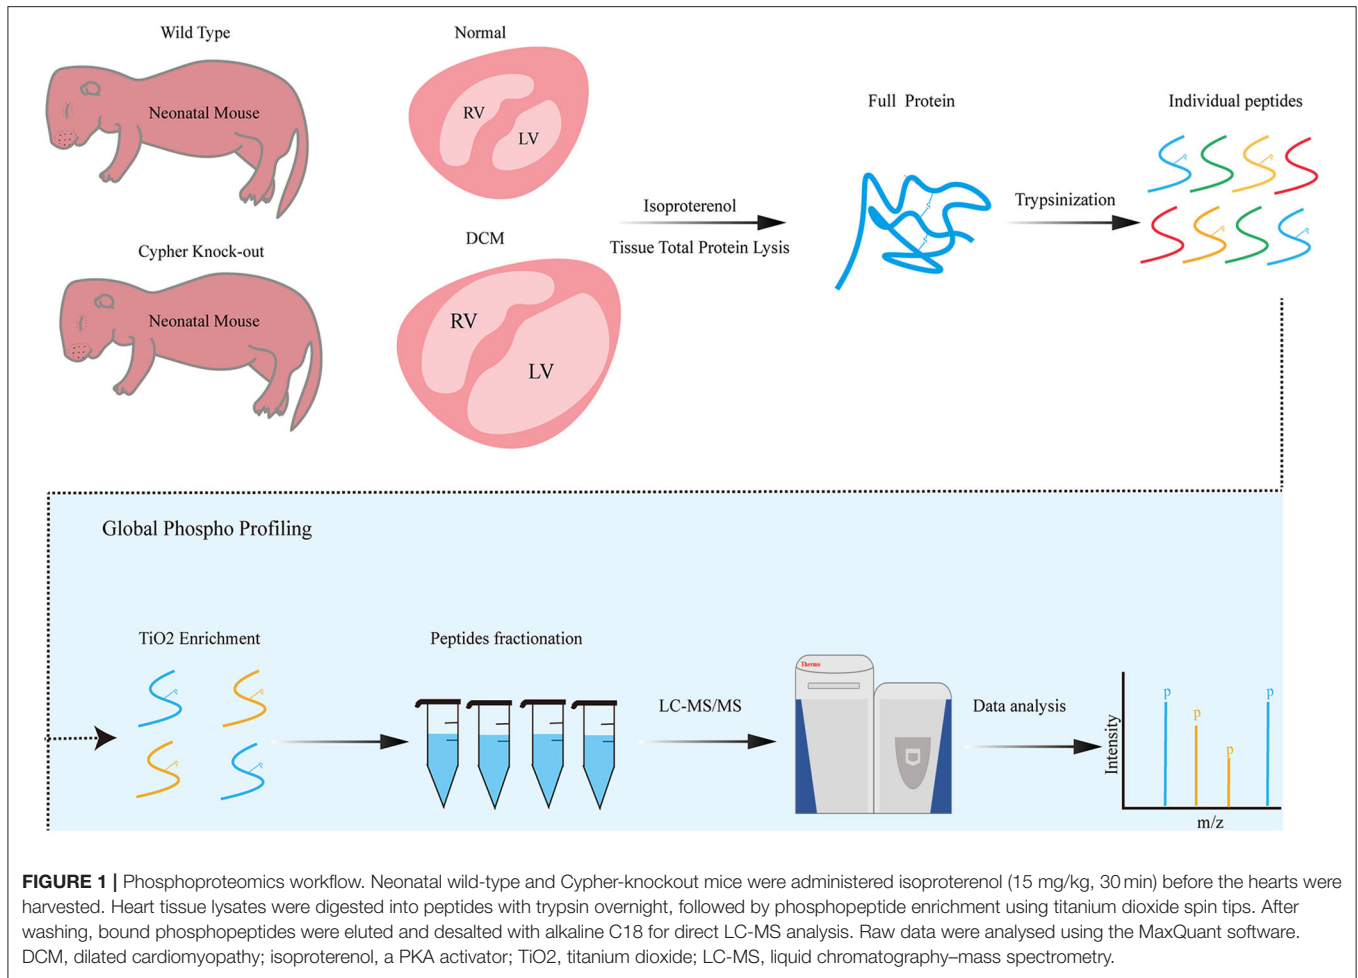 Wild Type
Normal
Neonatal Mouse
RV
LV
Full Protein
Individual peptides
Isoproterenol
Tissue Total Protein Lysis
Trypsinization
Cypher Knock-out
DCM
Neonatal Mouse
RV
LV
Global Phospho Profiling
TiO2 Enrichment
Peptides fractionation
LC-MS/MS
Thermo
Data analysis
Intensity
p
p
p
p
m/z
FIGURE 1 | Phosphoproteomics workflow. Neonatal wild-type and Cypher-knockout mice were administered isoproterenol (15 mg/kg, 30 min) before the hearts were
harvested. Heart tissue lysates were digested into peptides with trypsin overnight, followed by phosphopeptide enrichment using titanium dioxide spin tips. After
washing, bound phosphopeptides were eluted and desalted with alkaline C18 for direct LC-MS analysis. Raw data were analysed using the MaxQuant software.
DCM, dilated cardiomyopathy; isoproterenol, a PKA activator; TiO2, titanium dioxide; LC-MS, liquid chromatography–mass spectrometry.